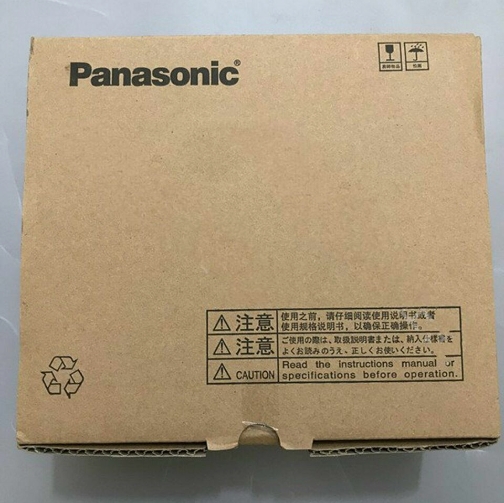 Panasonic®
⚠注意 使用之前，请仔细阅读使用说明书或者
使用规格说明书，以确保正确操作。
⚠注意 ご使用の際は、取扱説明書または、納入仕様書を
よくお読みのうえ、正しくお使いください。
⚠CAUTION Read the instructions manual or
specifications before operation.